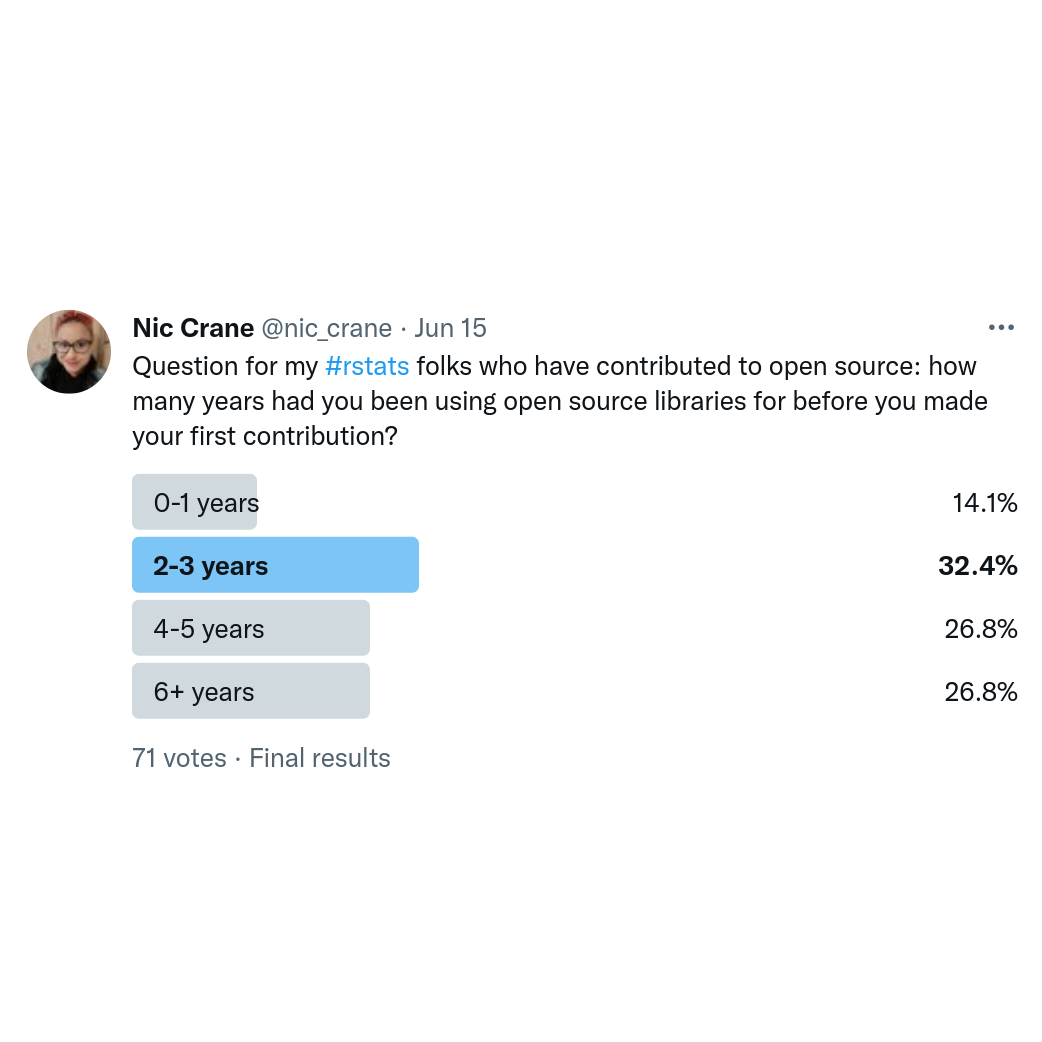 Nic Crane @nic_crane · Jun 15
Question for my #rstats folks who have contributed to open source: how
many years had you been using open source libraries for before you made
your first contribution?
0-1 years 14.1%
2-3 years 32.4%
4-5 years 26.8%
6+ years 26.8%
71 votes · Final results